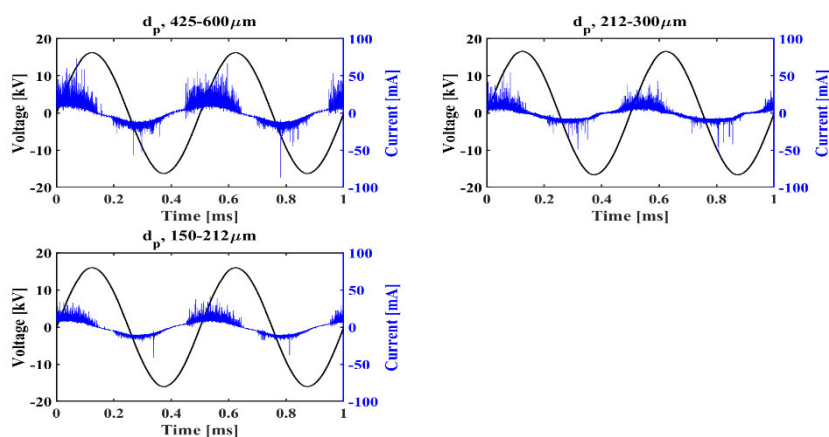 d_p, 425-600μm
20
10
0
-10
-20
Voltage [kV]
100
50
0
-50
-100
Current [mA]
0 0.2 0.4 0.6 0.8 1
Time [ms]
d_p, 212-300μm
20
10
0
-10
-20
Voltage [kV]
100
50
0
-50
-100
Current [mA]
0 0.2 0.4 0.6 0.8 1
Time [ms]
d_p, 150-212μm
20
10
0
-10
-20
Voltage [kV]
100
50
0
-50
-100
Current [mA]
0 0.2 0.4 0.6 0.8 1
Time [ms]